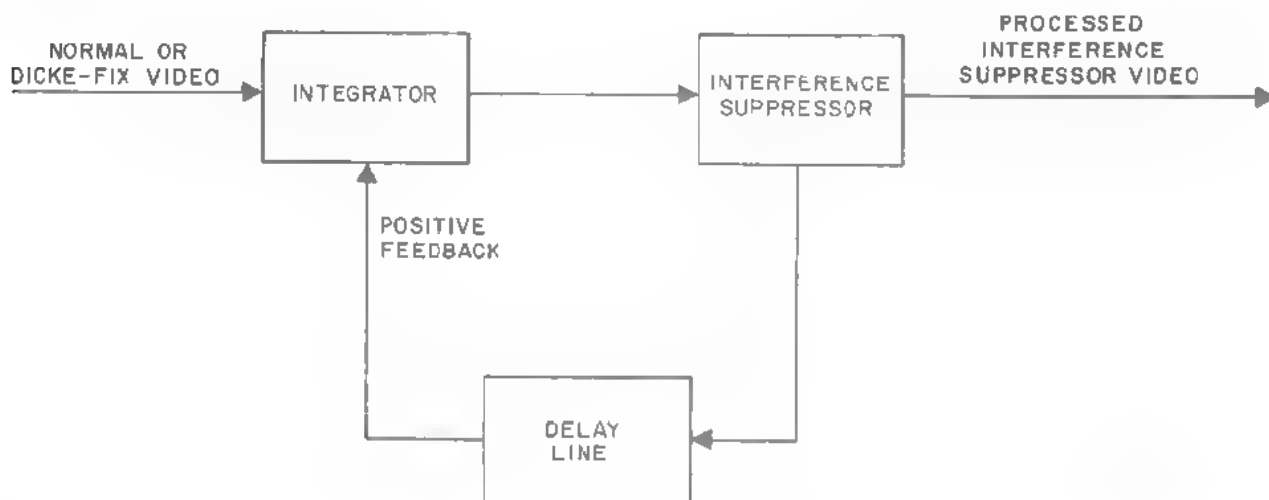 NORMAL OR
DICKE-FIX VIDEO
INTEGRATOR
INTERFERENCE
SUPPRESSOR
PROCESSED
INTERFERENCE
SUPPRESSOR VIDEO
POSITIVE
FEEDBACK
DELAY
LINE